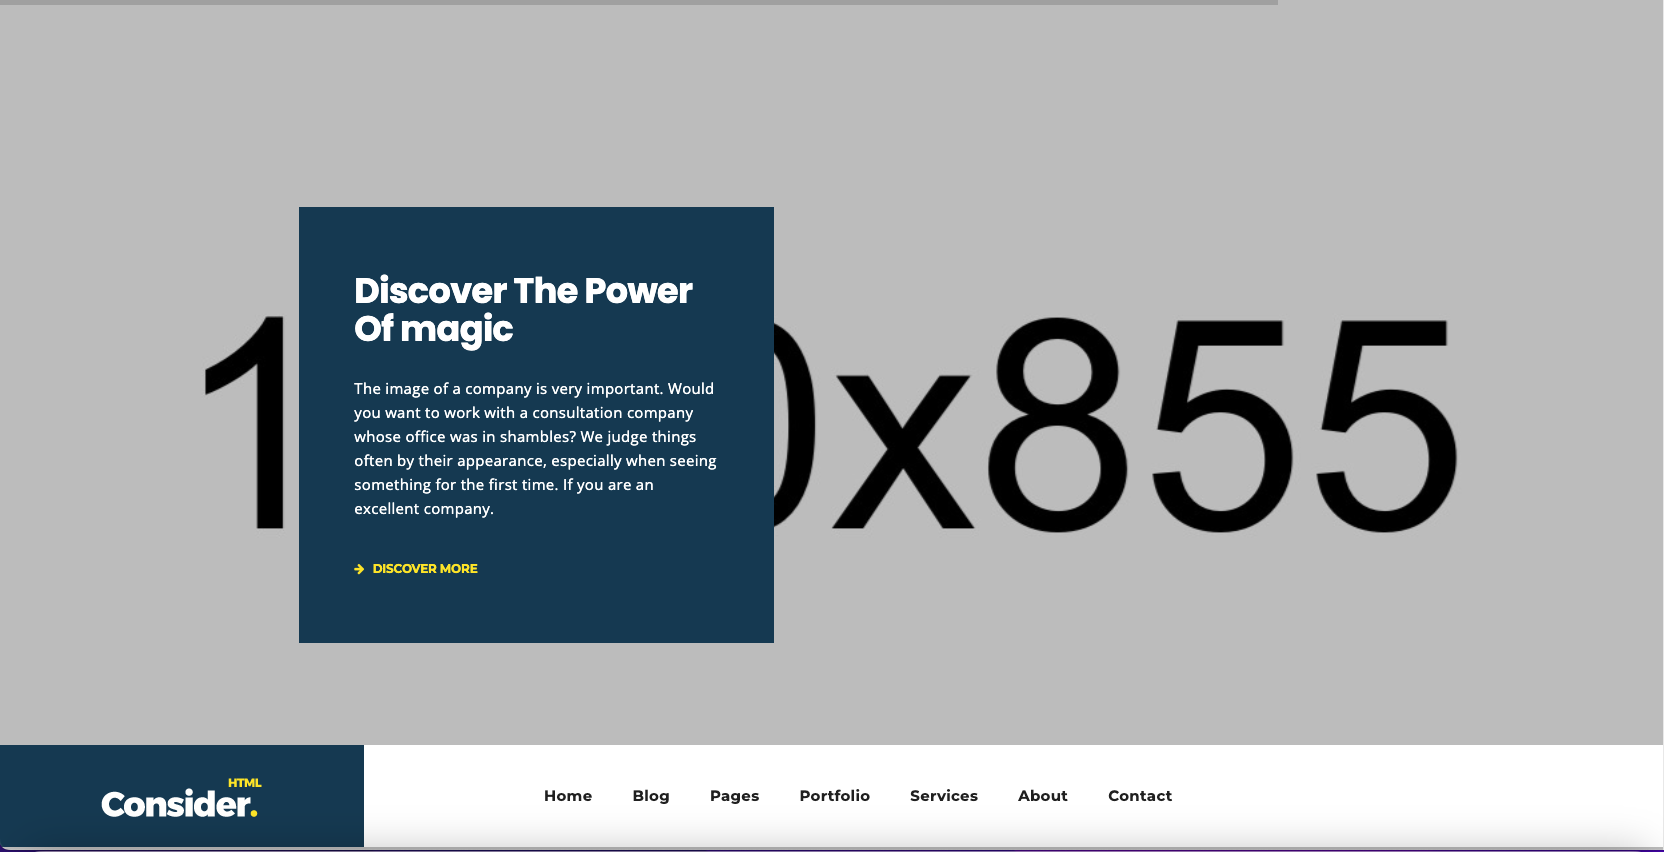 Discover The Power
Of magic
The image of a company is very important. Would
you want to work with a consultation company
whose office was in shambles? We judge things
often by their appearance, especially when seeing
something for the first time. If you are an
excellent company.
DISCOVER MORE
HTML
Consider.
Home Blog Pages Portfolio Services About Contact